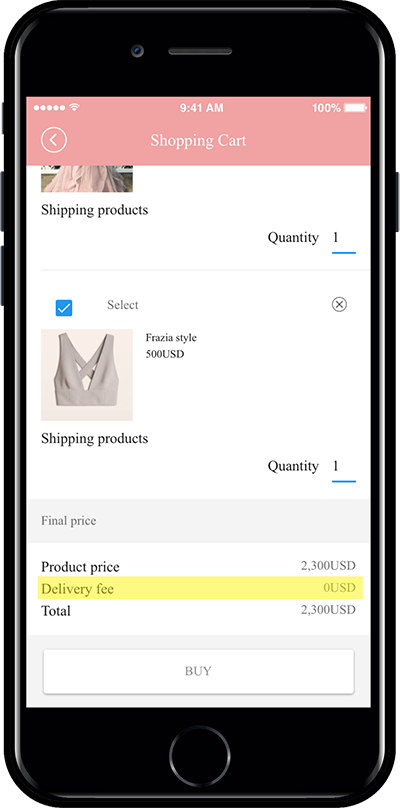 9:41 AM
100%
Shopping Cart
Shipping products
Quantity 1
Select
Frazia style
500USD
Shipping products
Quantity 1
Final price
Product price 2,300USD
Delivery fee 0USD
Total 2,300USD
BUY